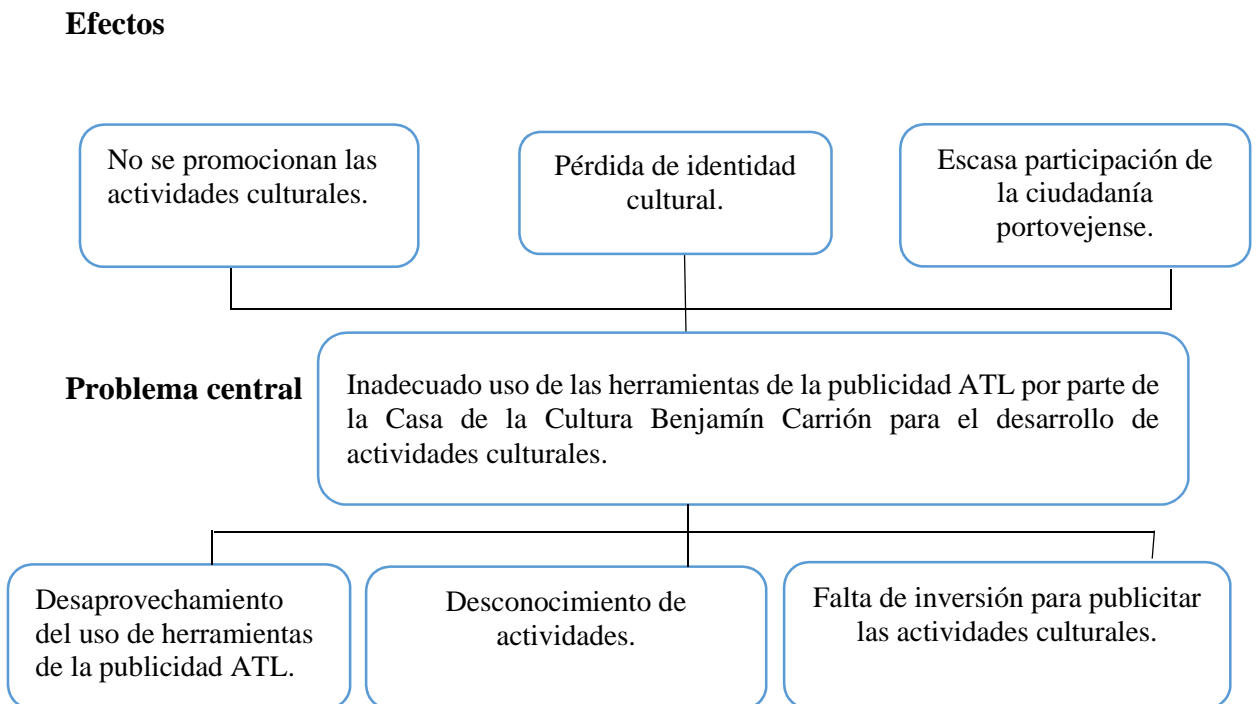 Efectos
No se promocionan las
actividades culturales.
Pérdida de identidad
cultural.
Escasa participación de
la ciudadanía
portovejense.
Problema central
Inadecuado uso de las herramientas de la publicidad ATL por parte de
la Casa de la Cultura Benjamín Carrión para el desarrollo de
actividades culturales.
Desaprovechamiento
del uso de herramientas
de la publicidad ATL.
Desconocimiento de
actividades.
Falta de inversión para publicitar
las actividades culturales.